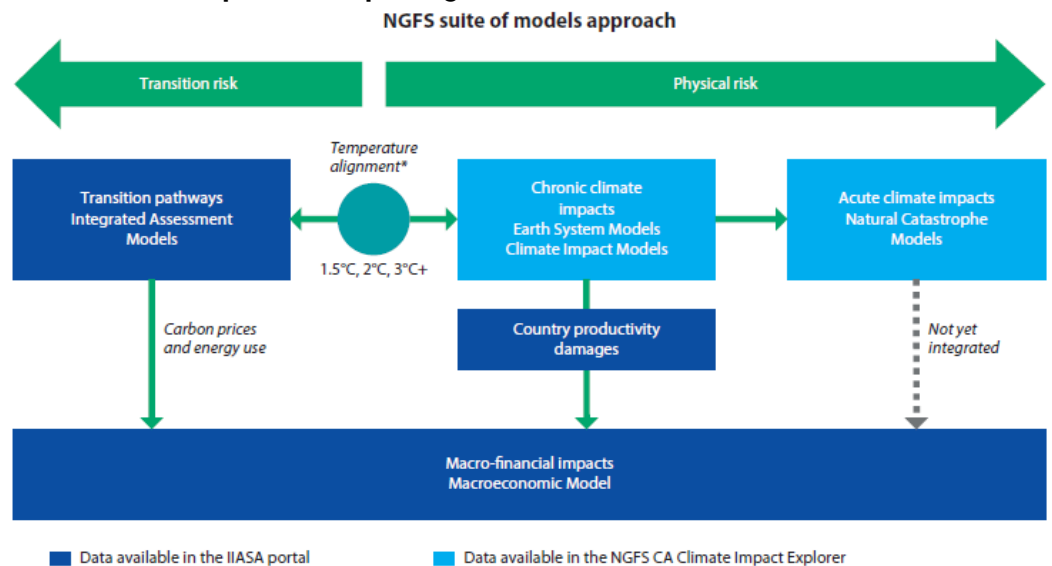 NGFS suite of models approach
Transition risk
Physical risk
Temperature
alignment*
1.5°C, 2°C, 3°C+
Transition pathways
Integrated Assessment
Models
Chronic climate
impacts
Earth System Models
Climate Impact Models
Acute climate impacts
Natural Catastrophe
Models
Carbon prices
and energy use
Country productivity
damages
Not yet
integrated
Macro-financial impacts
Macroeconomic Model
Data available in the IIASA portal
Data available in the NGFS CA Climate Impact Explorer